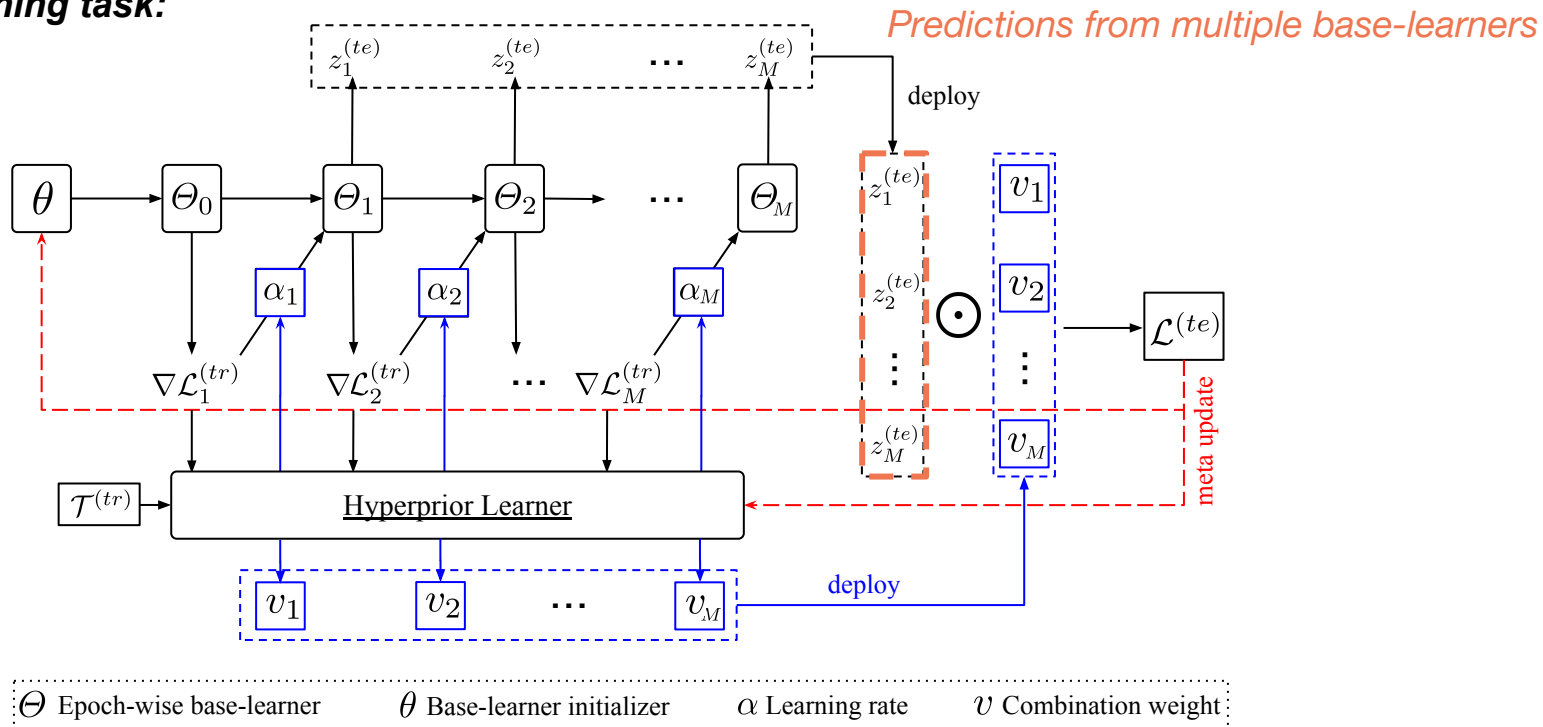 ning task:
Predictions from multiple base-learners
z_1^{(te)} z_2^{(te)} ... z_M^{(te)}
deploy
θ Θ_0 Θ_1 Θ_2 ... Θ_M
z_1^{(te)} v_1
α_1 α_2 α_M
z_2^{(te)} ⊙ v_2 ℒ^{(te)}
∇ℒ_1^{(tr)} ∇ℒ_2^{(tr)} ... ∇ℒ_M^{(tr)}
⋮ ⋮
z_M^{(te)} v_M
meta update
𝒯^{(tr)} Hyperprior Learner
v_1 v_2 ... v_M
deploy
Θ Epoch-wise base-learner θ Base-learner initializer α Learning rate v Combination weight